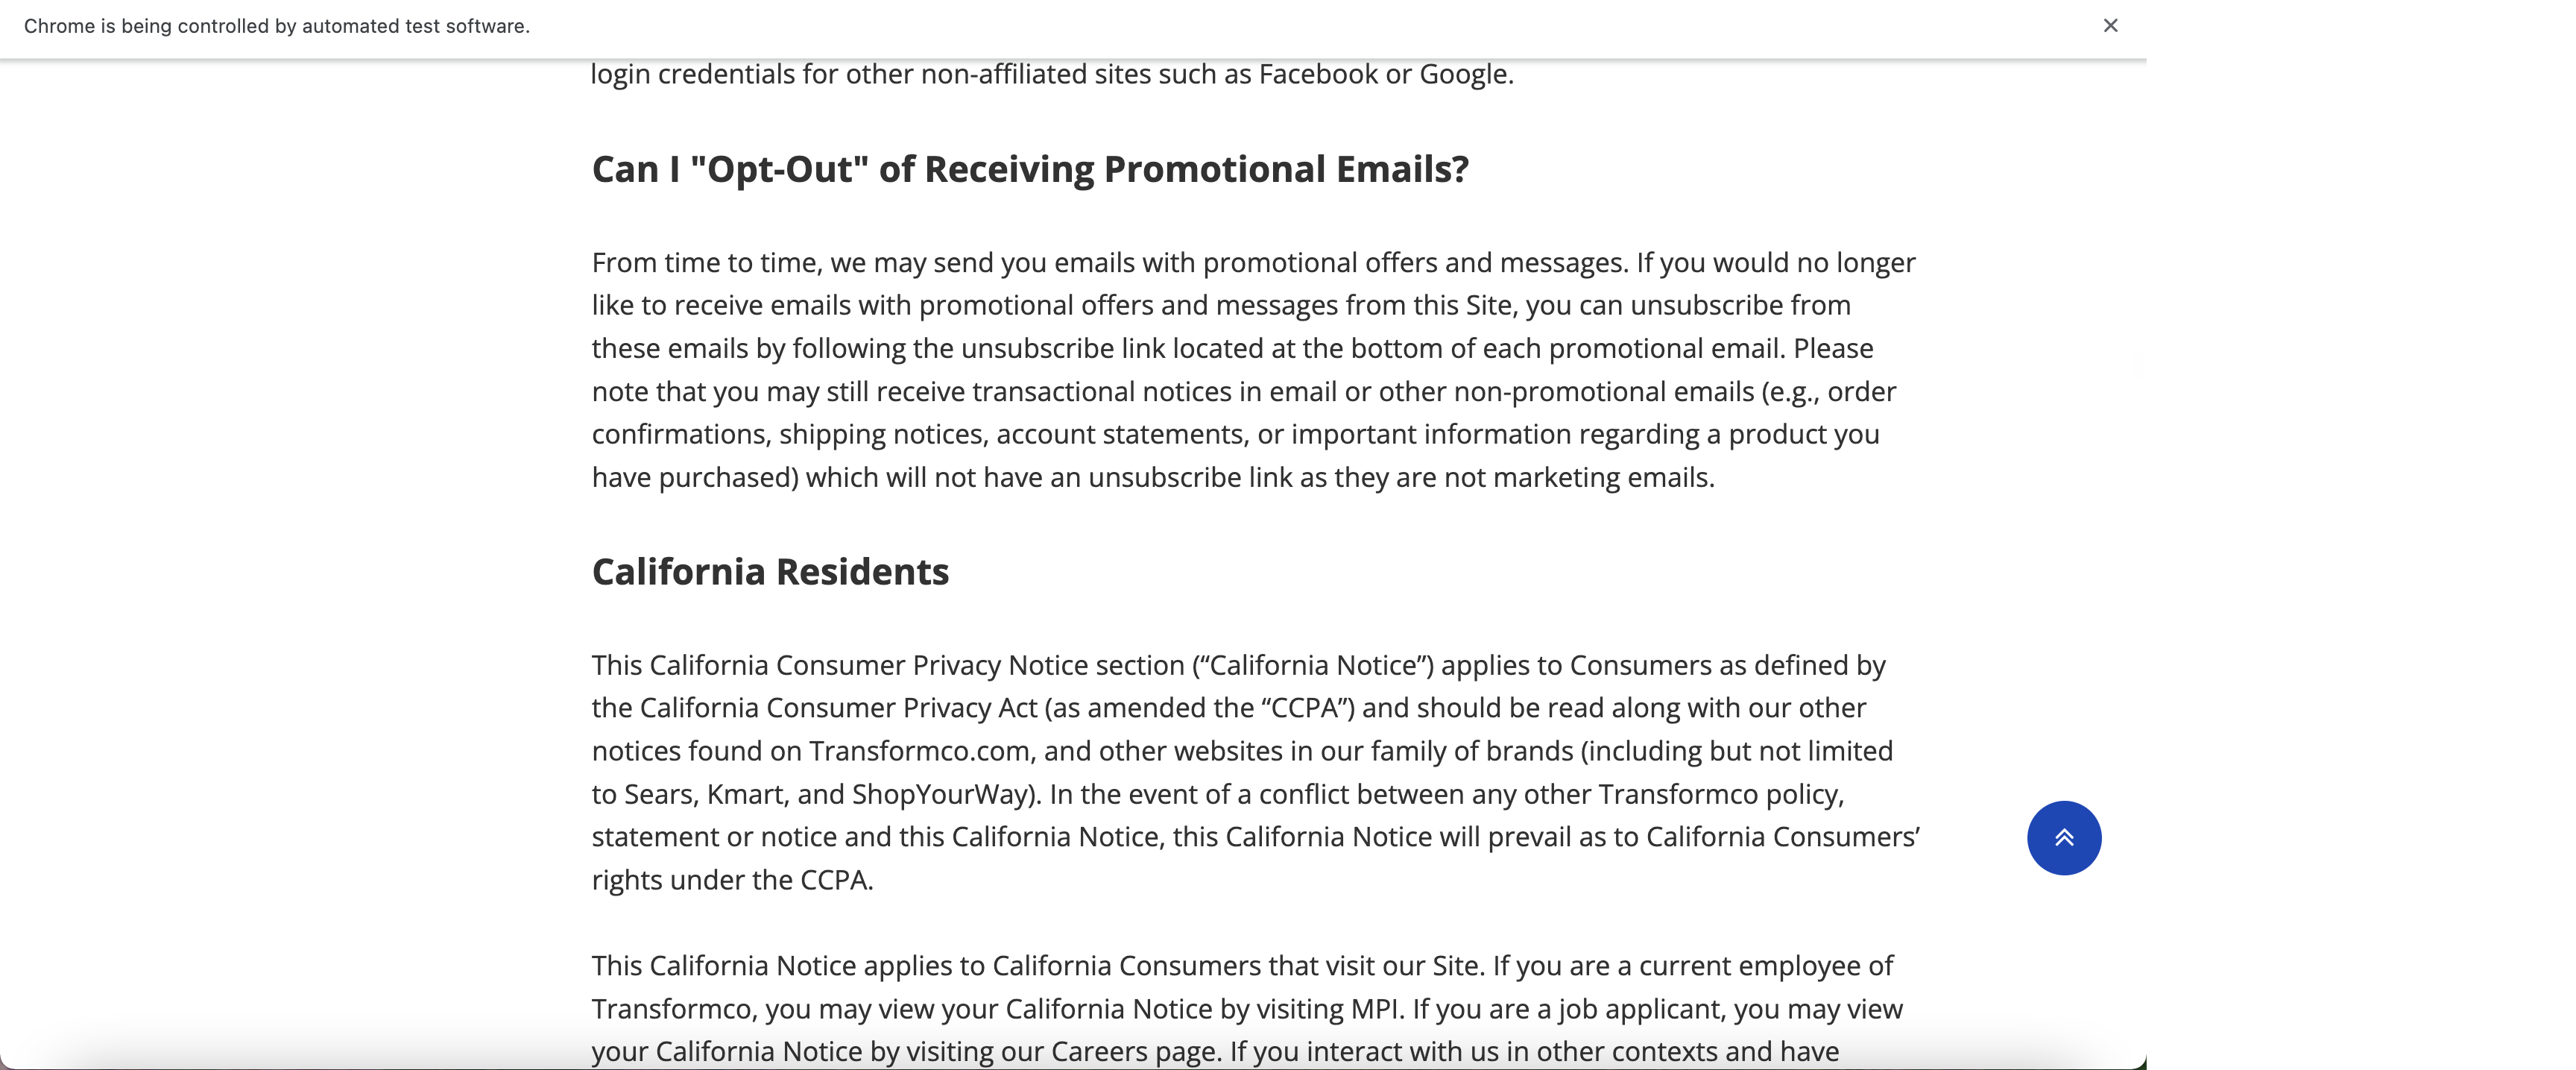 Chrome is being controlled by automated test software.
login credentials for other non-affiliated sites such as Facebook or Google.
Can I "Opt-Out" of Receiving Promotional Emails?
From time to time, we may send you emails with promotional offers and messages. If you would no longer
like to receive emails with promotional offers and messages from this Site, you can unsubscribe from
these emails by following the unsubscribe link located at the bottom of each promotional email. Please
note that you may still receive transactional notices in email or other non-promotional emails (e.g., order
confirmations, shipping notices, account statements, or important information regarding a product you
have purchased) which will not have an unsubscribe link as they are not marketing emails.
California Residents
This California Consumer Privacy Notice section (“California Notice”) applies to Consumers as defined by
the California Consumer Privacy Act (as amended the “CCPA”) and should be read along with our other
notices found on Transformco.com, and other websites in our family of brands (including but not limited
to Sears, Kmart, and ShopYourWay). In the event of a conflict between any other Transformco policy,
statement or notice and this California Notice, this California Notice will prevail as to California Consumers’
rights under the CCPA.
This California Notice applies to California Consumers that visit our Site. If you are a current employee of
Transformco, you may view your California Notice by visiting MPI. If you are a job applicant, you may view
your California Notice by visiting our Careers page. If you interact with us in other contexts and have